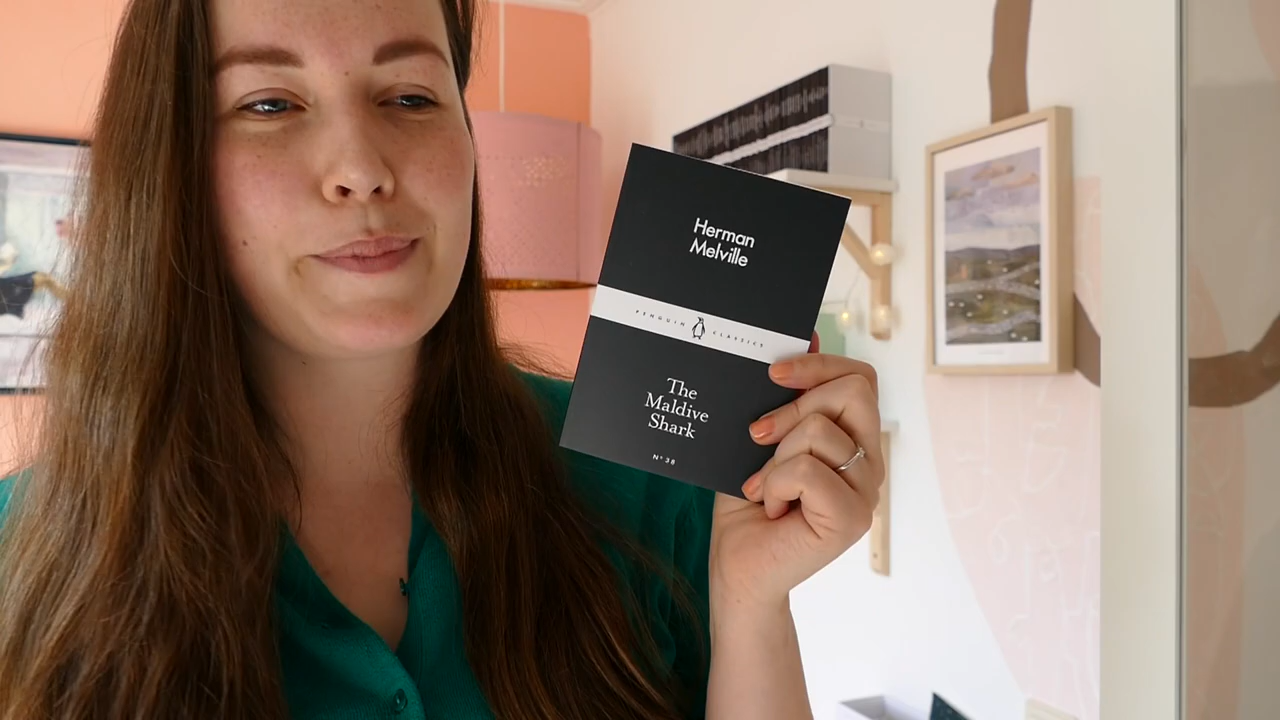 Herman
Melville
PENGUIN CLASSICS
The
Maldive
Shark
Nº 38